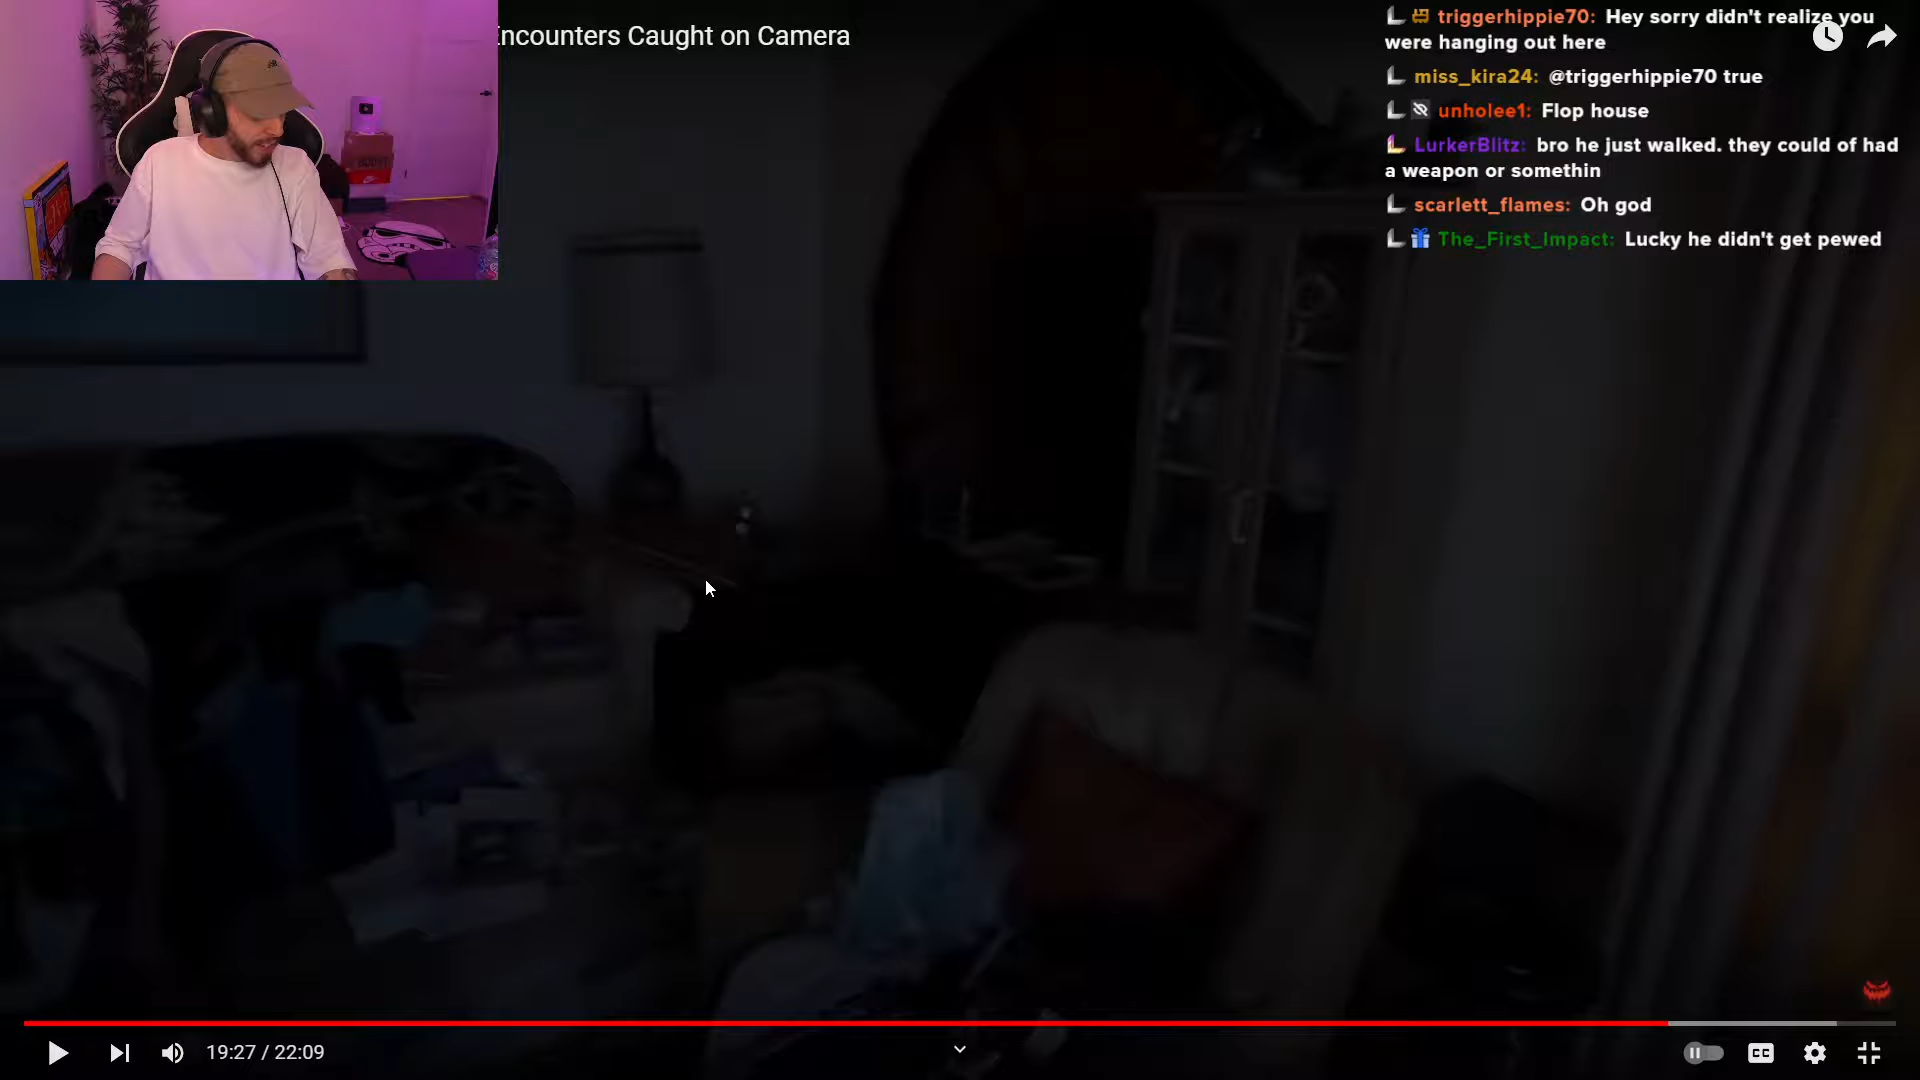 Encounters Caught on Camera
triggerhippie70: Hey sorry didn't realize you
were hanging out here
miss_kira24: @triggerhippie70 true
unholee1: Flop house
LurkerBlitz: bro he just walked. they could of had
a weapon or somethin
scarlett_flames: Oh god
The_First_Impact: Lucky he didn't get pewed
19:27 / 22:09
CC